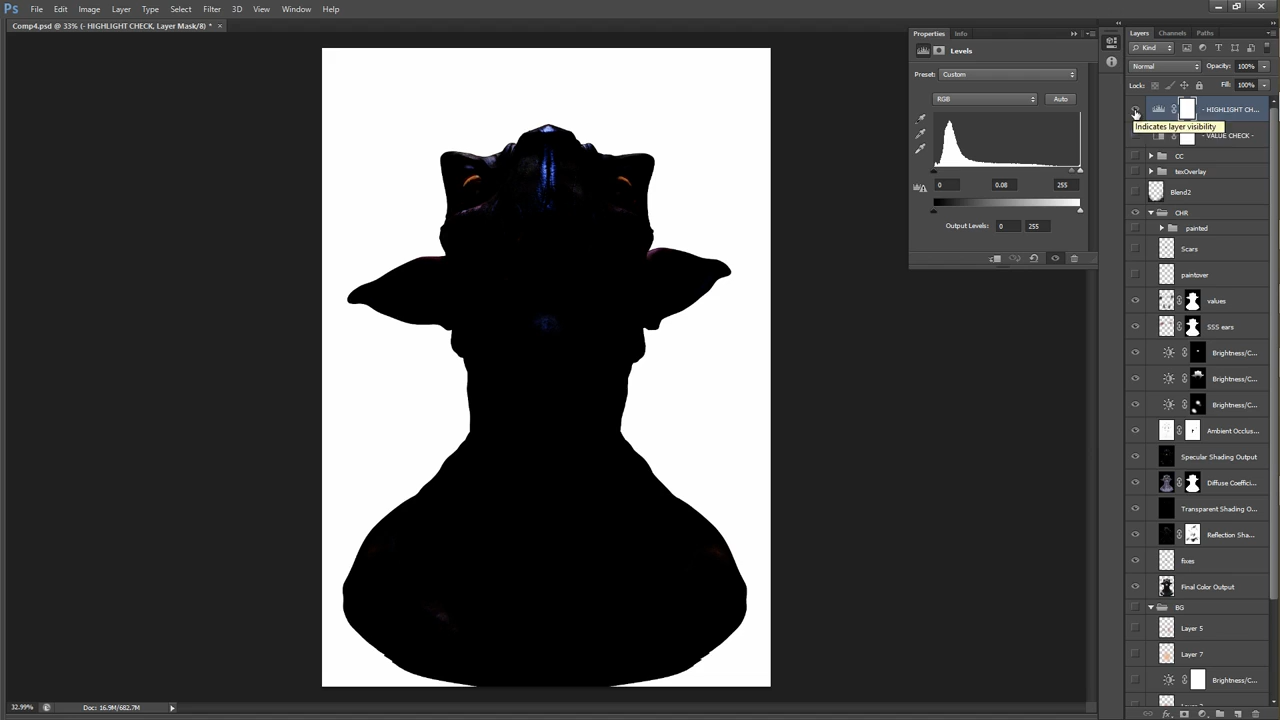 Ps File Edit Image Layer Type Select Filter 3D View Window Help
Comp4.psd @ 33% (- HIGHLIGHT CHECK, Layer Mask/8) * ×
Properties Info
Levels
Preset: Custom
RGB Auto
0 0.08 255
Output Levels: 0 255
Layers Channels Paths
Kind
Normal Opacity: 100%
Lock: Fill: 100%
- HIGHLIGHT CH...
Indicates layer visibility
- VALUE CHECK -
CC
texOverlay
Blend2
CHR
painted
Scars
paintover
values
SSS ears
Brightness/C...
Brightness/C...
Brightness/C...
Ambient Occlus...
Specular Shading Output
Diffuse Coeffici...
Transparent Shading O...
Reflection Sha...
fixes
Final Color Output
BG
Layer 5
Layer 7
Brightness/C...
32.99% Doc: 16.9M/682.7M